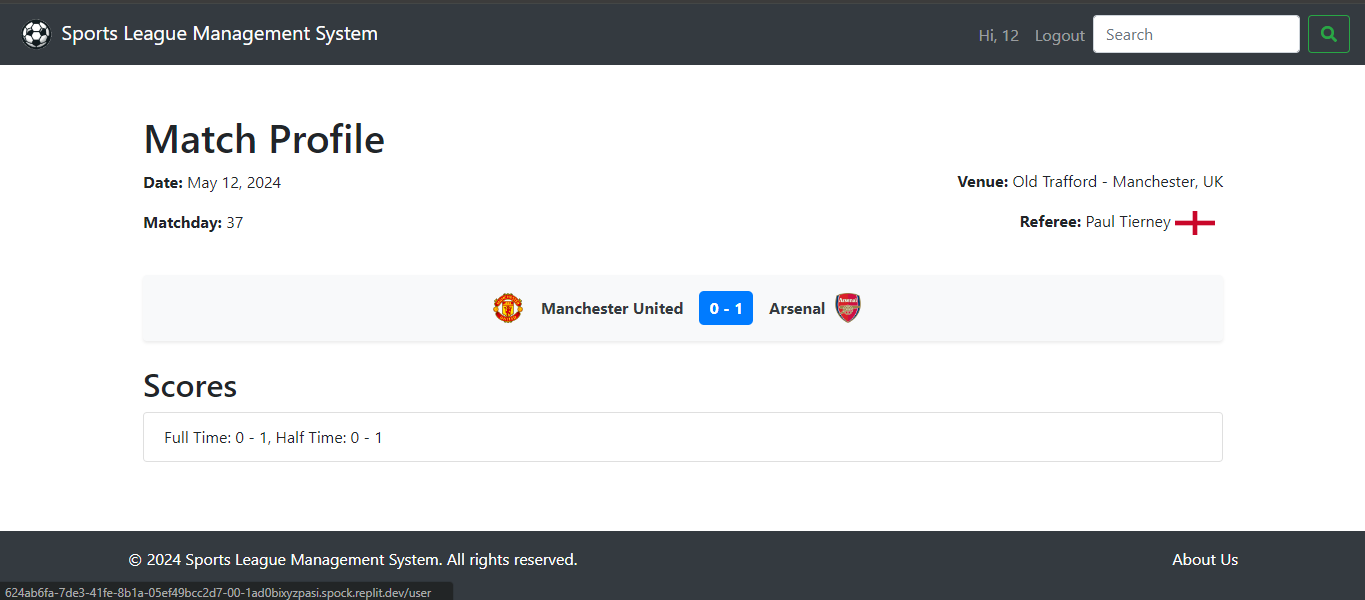 Sports League Management System
Hi, 12 Logout Search
Match Profile
Date: May 12, 2024
Venue: Old Trafford - Manchester, UK
Matchday: 37
Referee: Paul Tierney
Manchester United 0 - 1 Arsenal Arsenal
Scores
Full Time: 0 - 1, Half Time: 0 - 1
© 2024 Sports League Management System. All rights reserved.
About Us
624ab6fa-7de3-41fe-8b1a-05ef49bcc2d7-00-1ad0bixyzpasi.spock.replit.dev/user